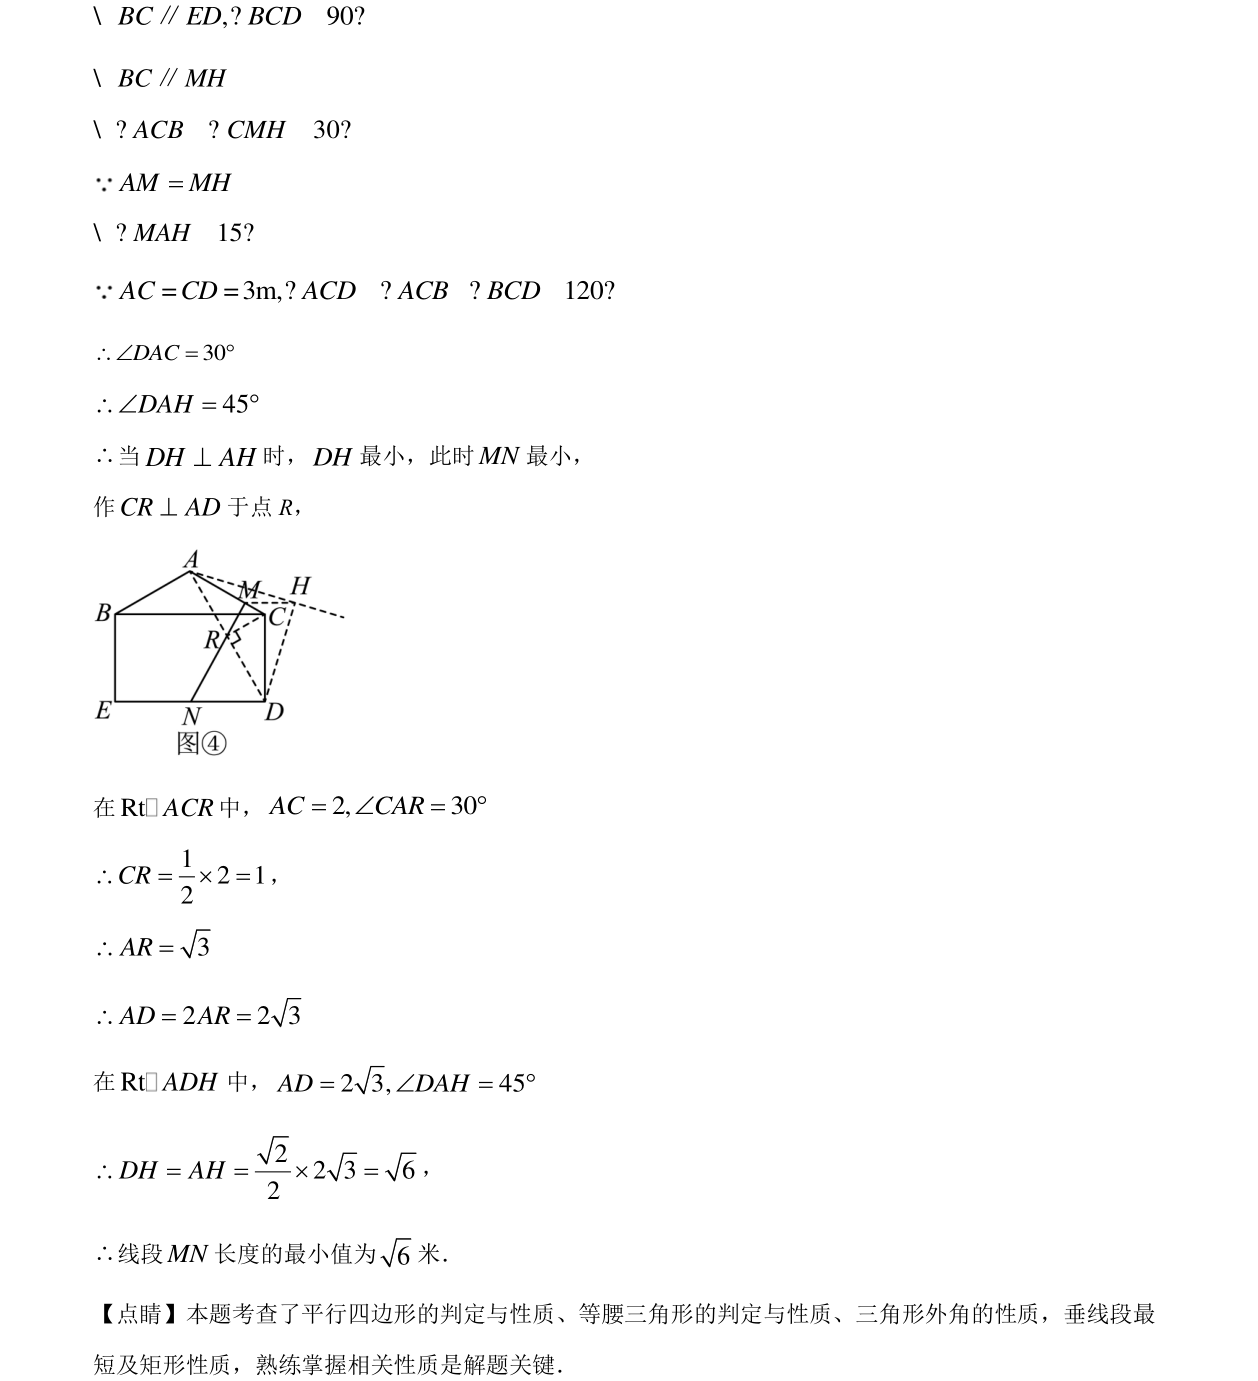 \ BC // ED,? BCD 90?
\ BC // MH
\ ? ACB ? CMH 30?
∵ AM = MH
\ ? MAH 15?
∵ AC = CD = 3m,? ACD ? ACB ? BCD 120?
∴∠DAC = 30°
∴∠DAH = 45°
∴当 DH ⊥ AH 时，DH 最小，此时 MN 最小，
作 CR ⊥ AD 于点 R，
A
M H
B
C
R
E N D
图④
在 Rt□ ACR 中， AC = 2,∠CAR = 30°
∴CR = 1/2 × 2 = 1，
∴ AR = √3
∴ AD = 2AR = 2√3
在 Rt□ ADH 中， AD = 2√3,∠DAH = 45°
∴ DH = AH = √2/2 × 2√3 = √6，
∴线段 MN 长度的最小值为 √6 米．
【点睛】本题考查了平行四边形的判定与性质、等腰三角形的判定与性质、三角形外角的性质，垂线段最
短及矩形性质，熟练掌握相关性质是解题关键．